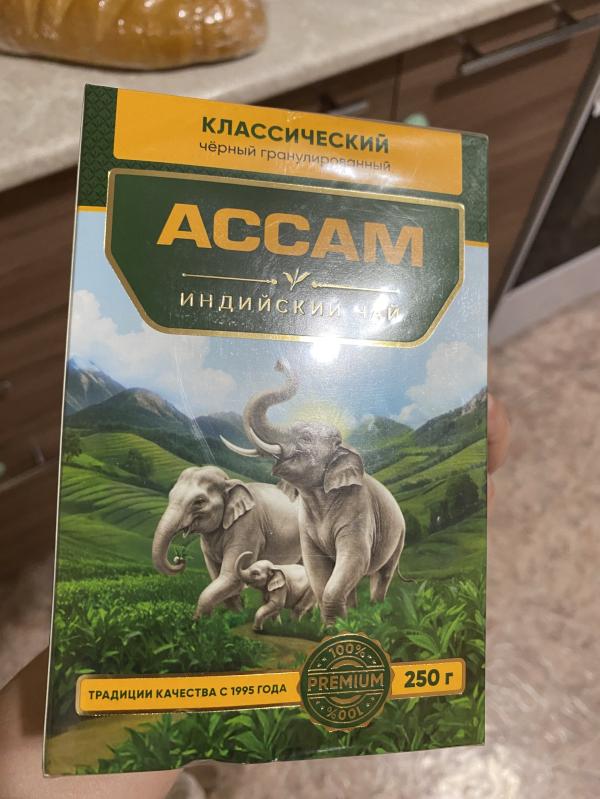 КЛАССИЧЕСКИЙ
чёрный гранулированный
АССАМ
ИНДИЙСКИЙ ЧАЙ
ТРАДИЦИИ КАЧЕСТВА С 1995 ГОДА
100%
PREMIUM
100%
250 г